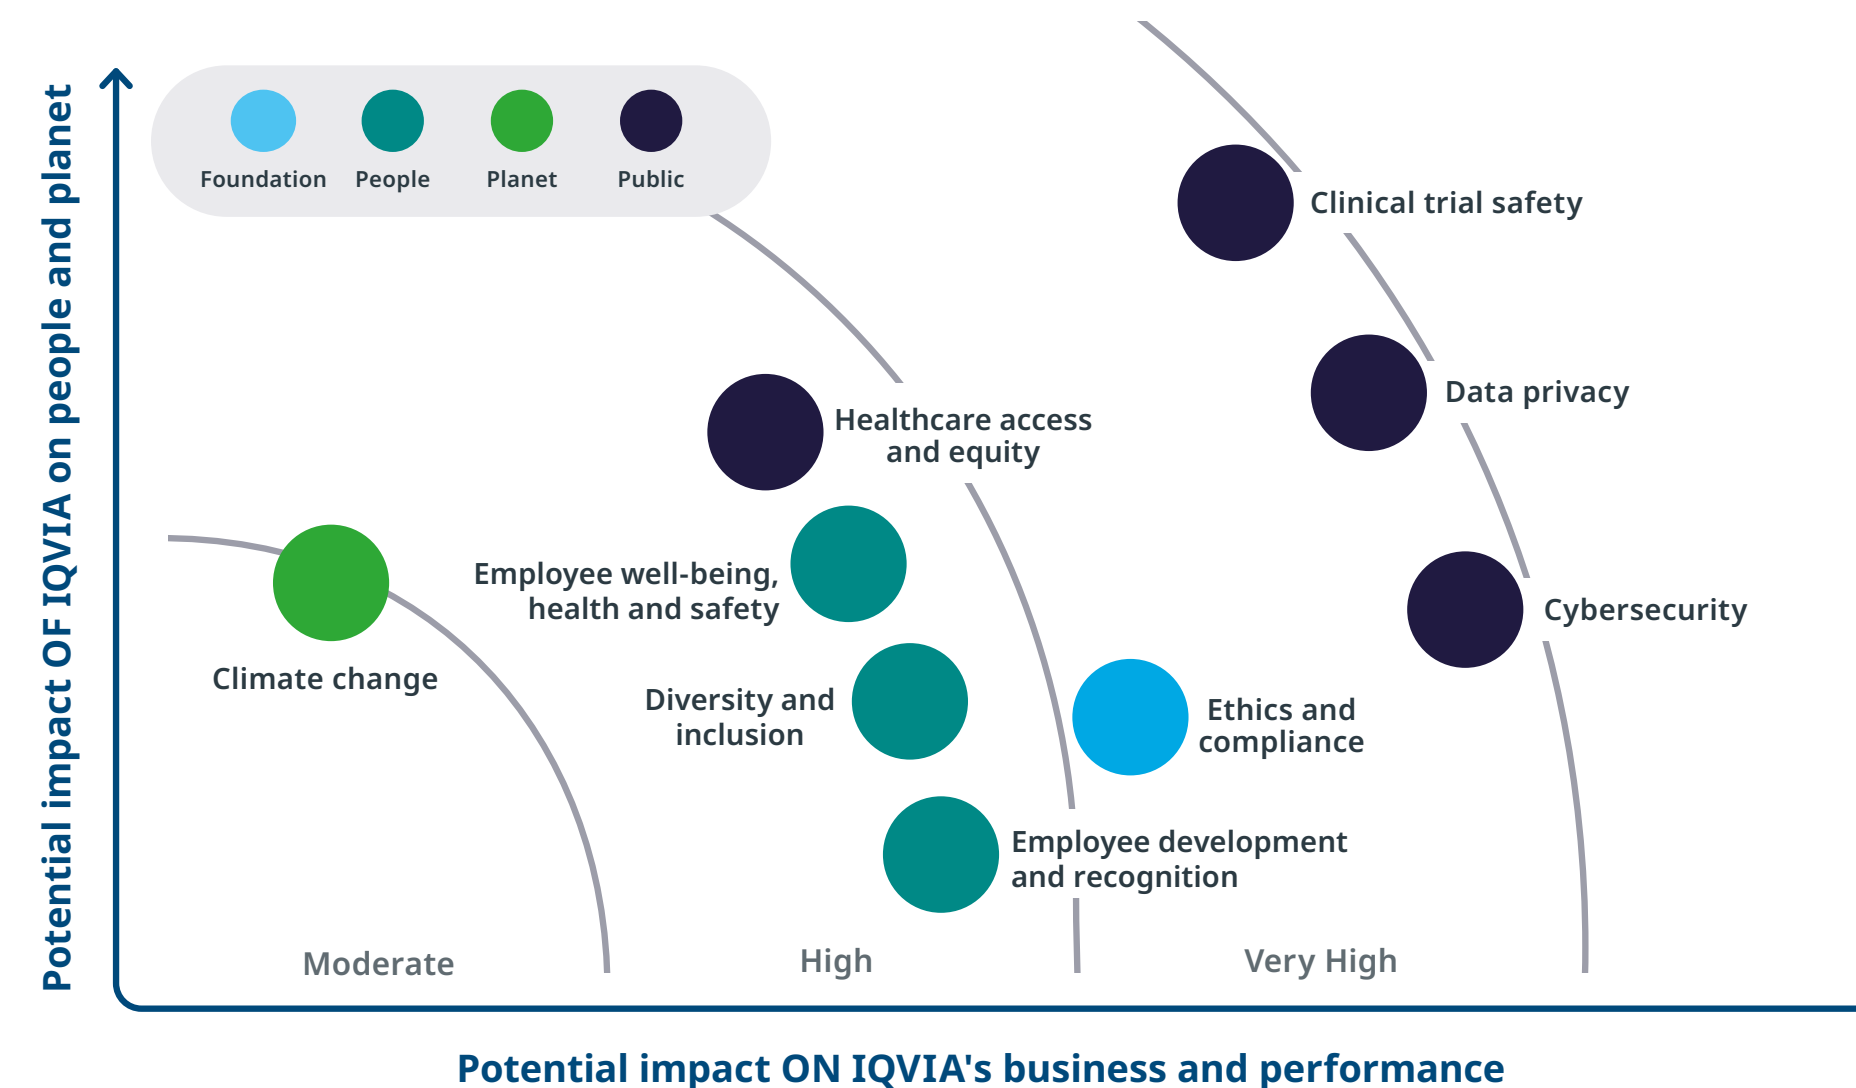 Potential impact OF IQVIA on people and planet
Foundation
People
Planet
Public
Clinical trial safety
Data privacy
Healthcare access
and equity
Employee well-being,
health and safety
Cybersecurity
Climate change
Diversity and
inclusion
Ethics and
compliance
Employee development
and recognition
Moderate
High
Very High
Potential impact ON IQVIA's business and performance